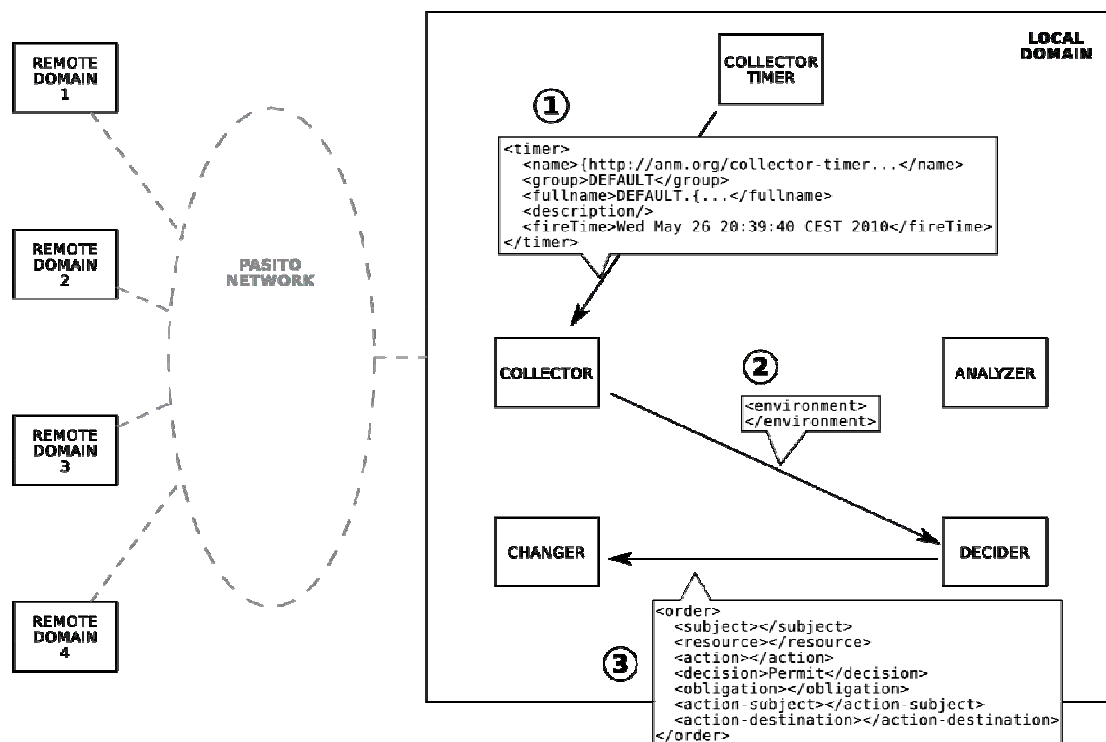 REMOTE
DOMAIN
1
REMOTE
DOMAIN
2
REMOTE
DOMAIN
3
REMOTE
DOMAIN
4
PASITO
NETWORK
LOCAL
DOMAIN
COLLECTOR
TIMER
1
<timer>
<name>{http://anm.org/collector-timer...</name>
<group>DEFAULT</group>
<fullname>DEFAULT.{...</fullname>
<description/>
<fireTime>Wed May 26 20:39:40 CEST 2010</fireTime>
</timer>
COLLECTOR
2
<environment>
</environment>
ANALYZER
CHANGER
DECIDER
3
<order>
<subject></subject>
<resource></resource>
<action></action>
<decision>Permit</decision>
<obligation></obligation>
<action-subject></action-subject>
<action-destination></action-destination>
</order>